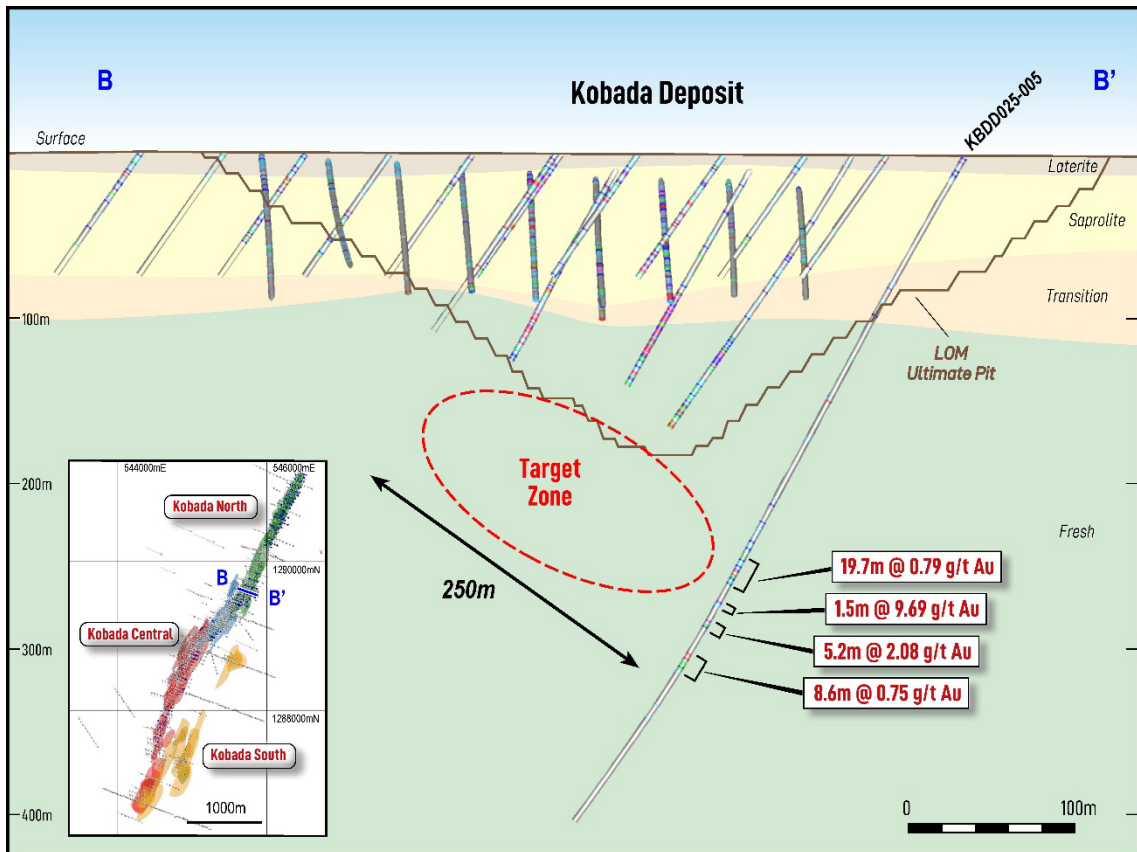 B
Kobada Deposit
B'
KBDD025-005
Surface
Laterite
Saprolite
Transition
LOM
Ultimate Pit
100m
200m
300m
400m
Target
Zone
Fresh
250m
19.7m @ 0.79 g/t Au
1.5m @ 9.69 g/t Au
5.2m @ 2.08 g/t Au
8.6m @ 0.75 g/t Au
544000mE
546000mE
Kobada North
1290000mN
B
B'
Kobada Central
1288000mN
Kobada South
1000m
0
100m